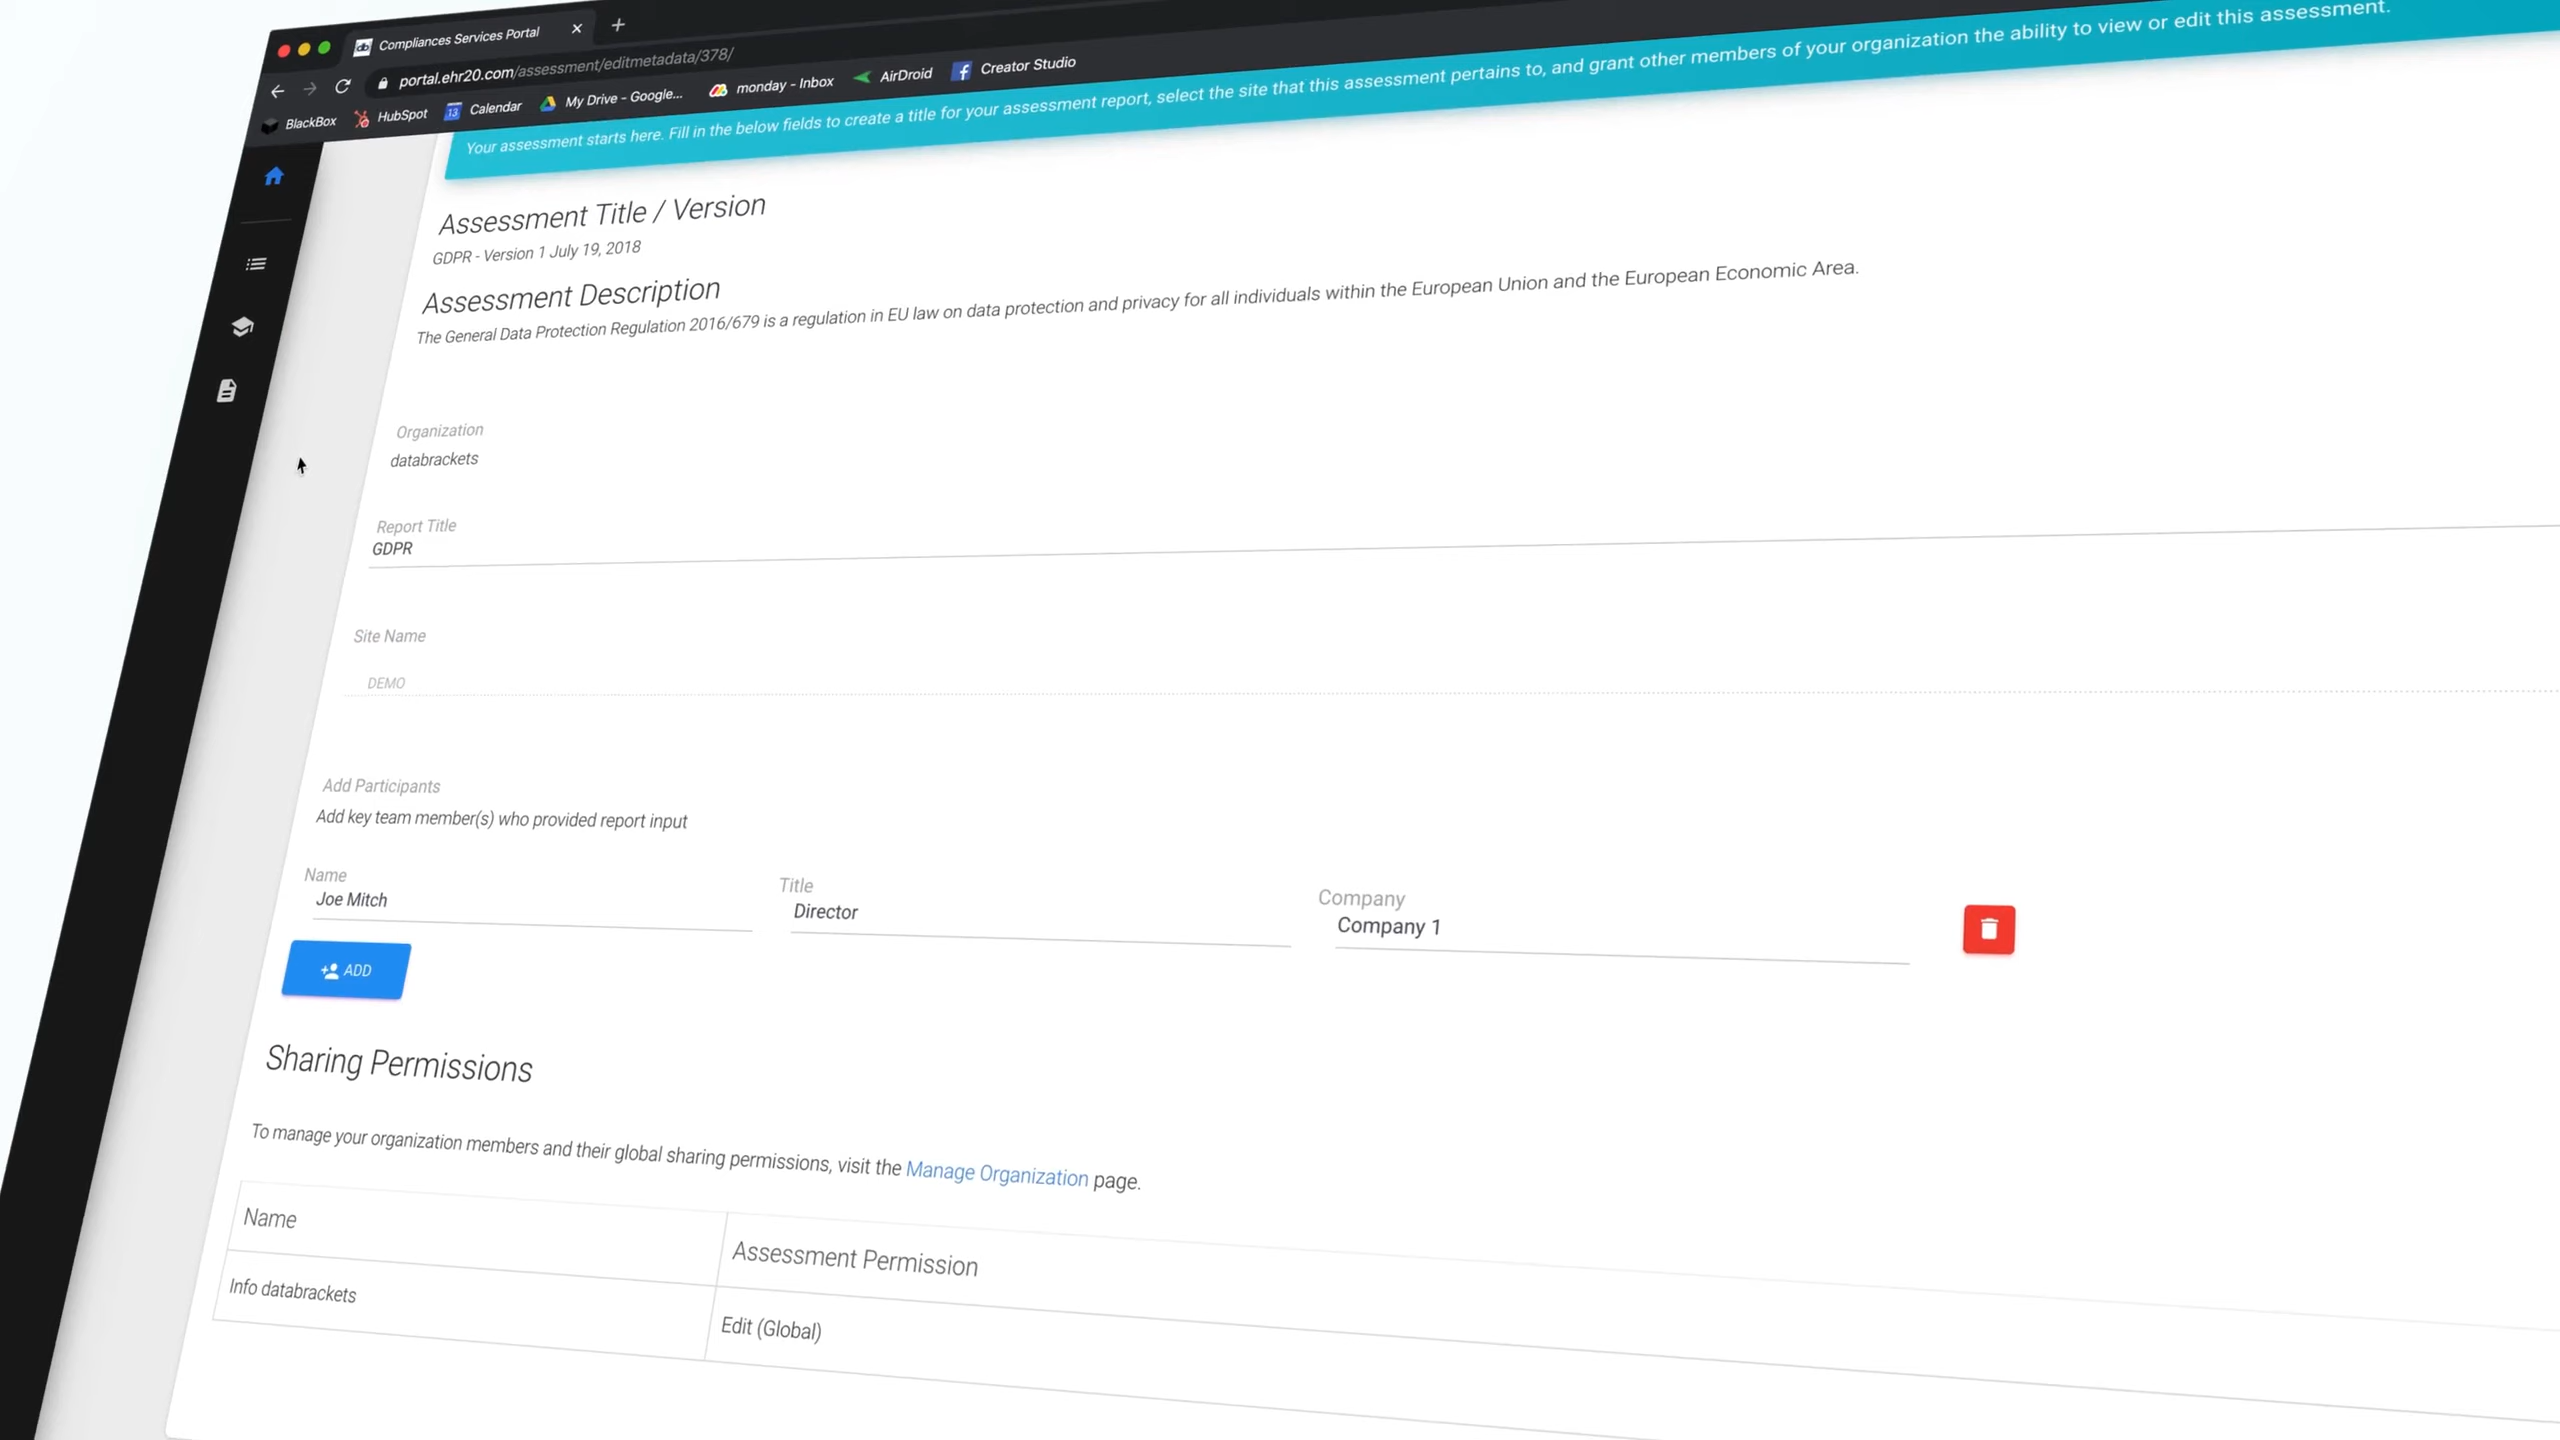 Compliances Services Portal
portal.ehr20.com/assessment/editmetadata/378/
BlackBox HubSpot 13 Calendar My Drive - Google... monday - Inbox AirDroid Creator Studio
Your assessment starts here. Fill in the below fields to create a title for your assessment report, select the site that this assessment pertains to, and grant other members of your organization the ability to view or edit this assessment.
Assessment Title / Version
GDPR - Version 1 July 19, 2018
Assessment Description
The General Data Protection Regulation 2016/679 is a regulation in EU law on data protection and privacy for all individuals within the European Union and the European Economic Area.
Organization
databrackets
Report Title
GDPR
Site Name
DEMO
Add Participants
Add key team member(s) who provided report input
Name Title Company
Joe Mitch Director Company 1
ADD
Sharing Permissions
To manage your organization members and their global sharing permissions, visit the Manage Organization page.
Name Assessment Permission
Info databrackets Edit (Global)